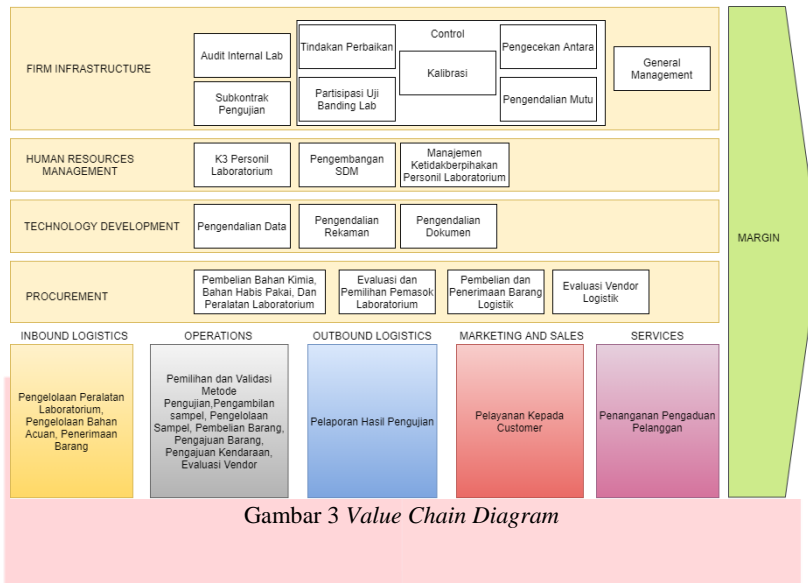 FIRM INFRASTRUCTURE
Audit Internal Lab
Subkontrak
Pengujian
Control
Tindakan Perbaikan
Partisipasi Uji
Banding Lab
Kalibrasi
Pengecekan Antara
Pengendalian Mutu
General
Management
HUMAN RESOURCES
MANAGEMENT
K3 Personil
Laboratorium
Pengembangan
SDM
Manajemen
Ketidakberpihakan
Personil Laboratorium
TECHNOLOGY DEVELOPMENT
Pengendalian Data
Pengendalian
Rekaman
Pengendalian
Dokumen
PROCUREMENT
Pembelian Bahan Kimia,
Bahan Habis Pakai, Dan
Peralatan Laboratorium
Evaluasi dan
Pemilihan Pemasok
Laboratorium
Pembelian dan
Penerimaan Barang
Logistik
Evaluasi Vendor
Logistik
MARGIN
INBOUND LOGISTICS
Pengelolaan Peralatan
Laboratorium,
Pengelolaan Bahan
Acuan, Penerimaan
Barang
OPERATIONS
Pemilihan dan Validasi
Metode
Pengujian,Pengambilan
sampel, Pengelolaan
Sampel, Pembelian Barang,
Pengajuan Barang,
Pengajuan Kendaraan,
Evaluasi Vendor
OUTBOUND LOGISTICS
Pelaporan Hasil Pengujian
MARKETING AND SALES
Pelayanan Kepada
Customer
SERVICES
Penanganan Pengaduan
Pelanggan
Gambar 3 Value Chain Diagram